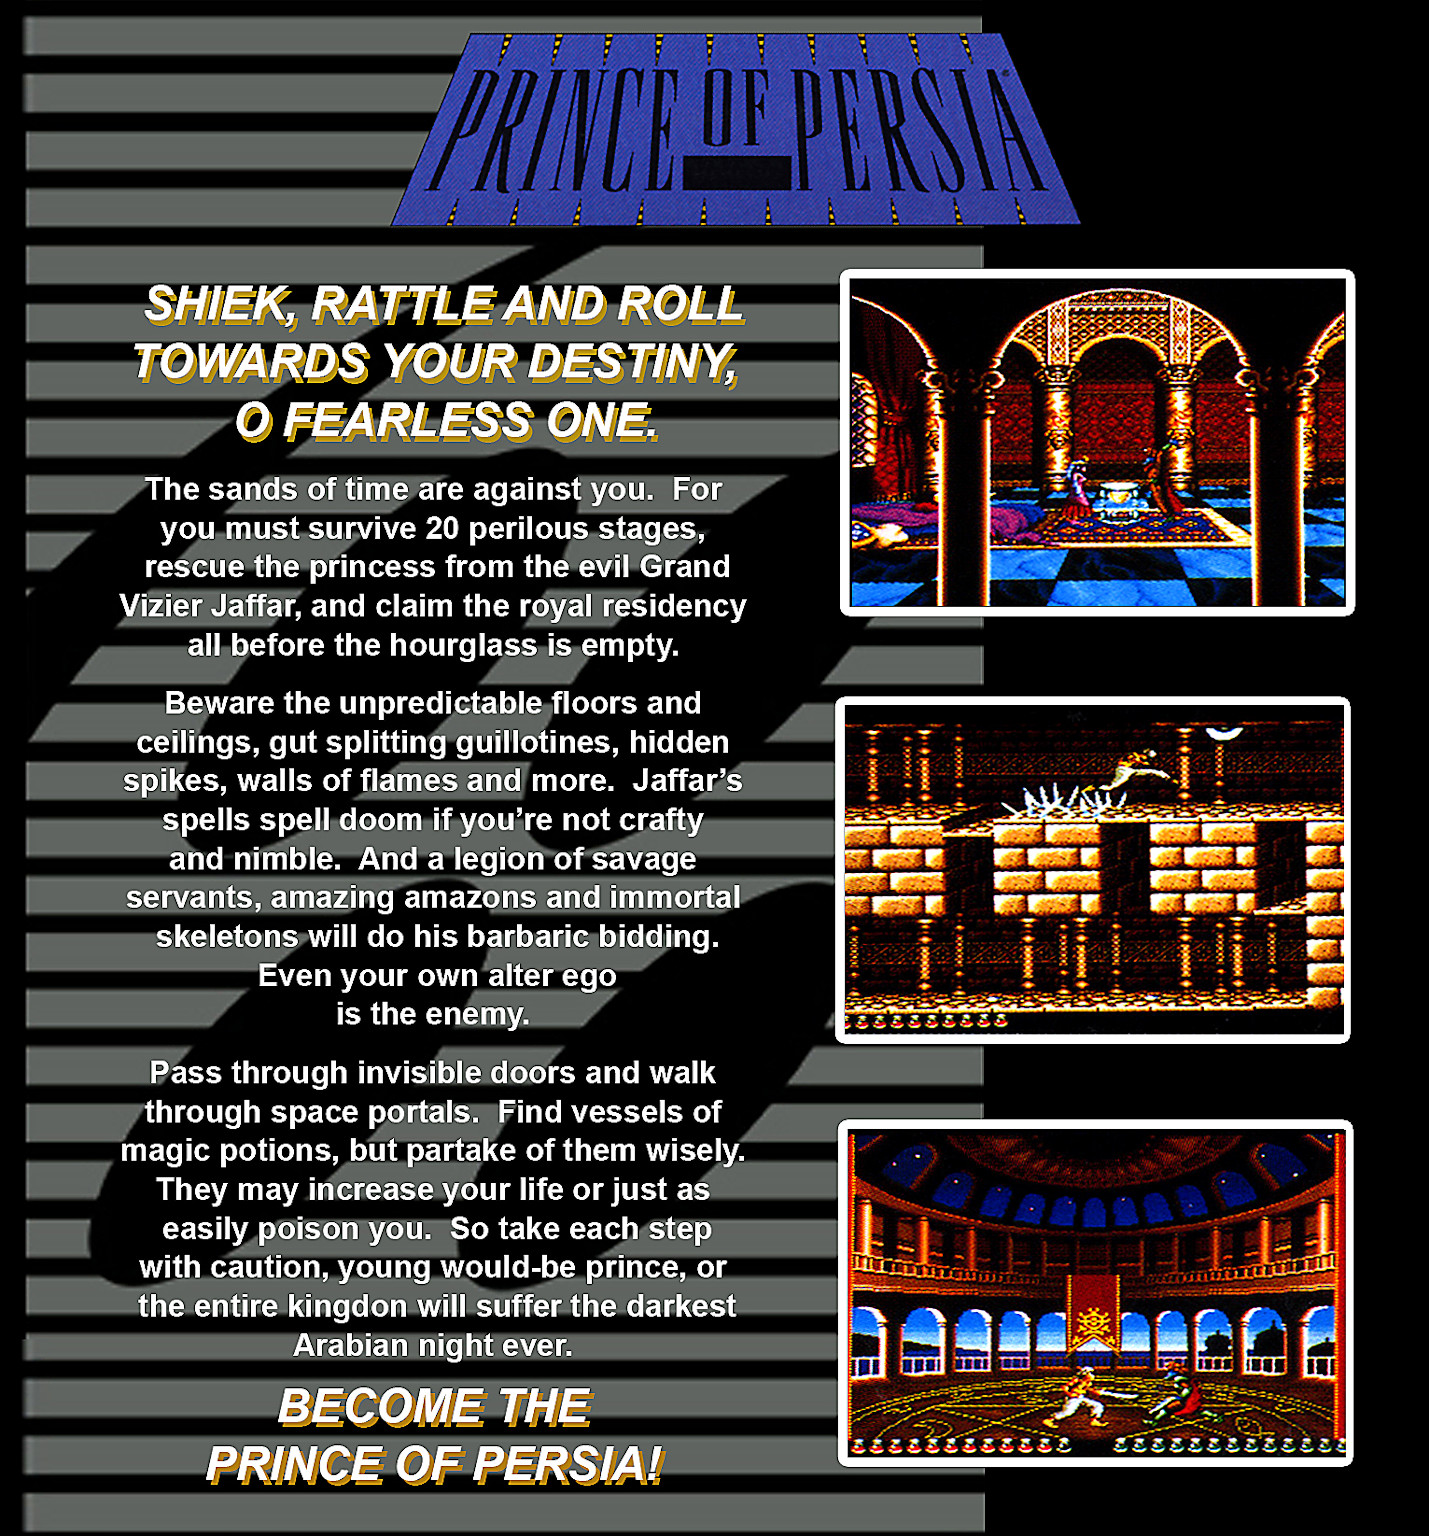 PRINCE OF PERSIA
SHIEK, RATTLE AND ROLL
TOWARDS YOUR DESTINY,
O FEARLESS ONE.
The sands of time are against you.  For
you must survive 20 perilous stages,
rescue the princess from the evil Grand
Vizier Jaffar, and claim the royal residency
all before the hourglass is empty.
Beware the unpredictable floors and
ceilings, gut splitting guillotines, hidden
spikes, walls of flames and more.  Jaffar’s
spells spell doom if you’re not crafty
and nimble.  And a legion of savage
servants, amazing amazons and immortal
skeletons will do his barbaric bidding.
Even your own alter ego
is the enemy.
Pass through invisible doors and walk
through space portals.  Find vessels of
magic potions, but partake of them wisely.
They may increase your life or just as
easily poison you.  So take each step
with caution, young would-be prince, or
the entire kingdon will suffer the darkest
Arabian night ever.
BECOME THE
PRINCE OF PERSIA!